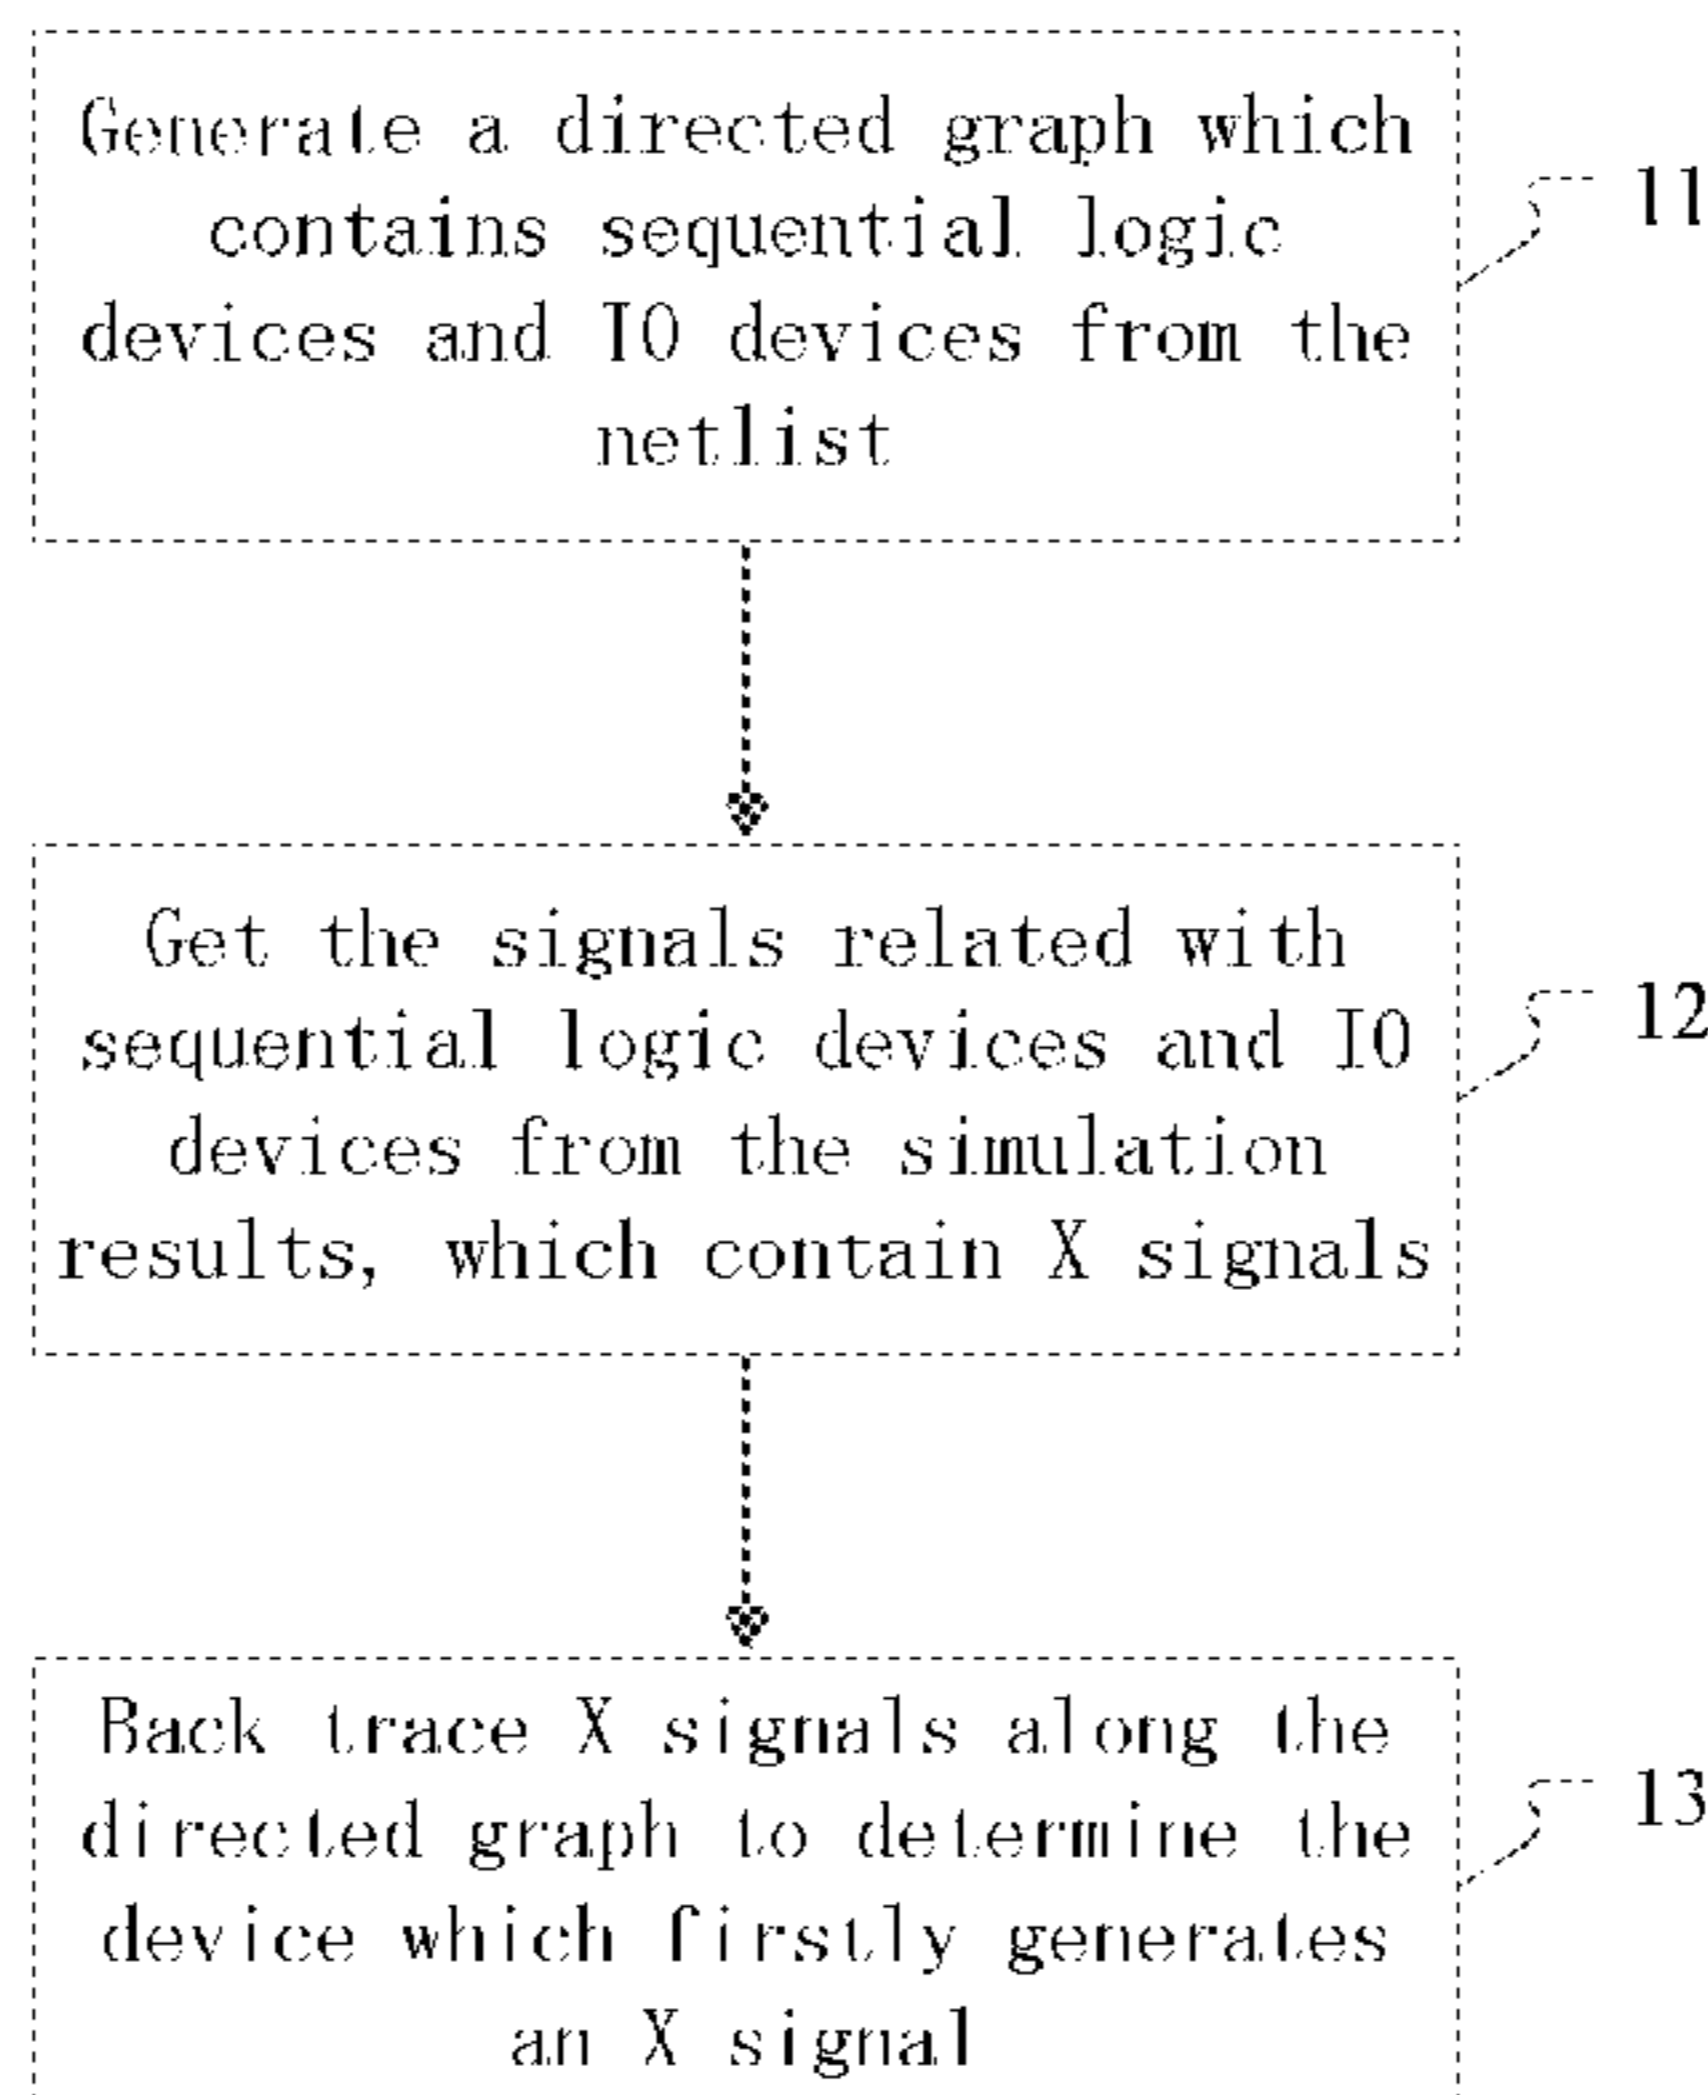 Generate a directed graph which
contains sequential logic
devices and IO devices from the
netlist
11
Get the signals related with
sequential logic devices and IO
devices from the simulation
results, which contain X signals
12
Back trace X signals along the
directed graph to determine the
device which firstly generates
an X signal
13